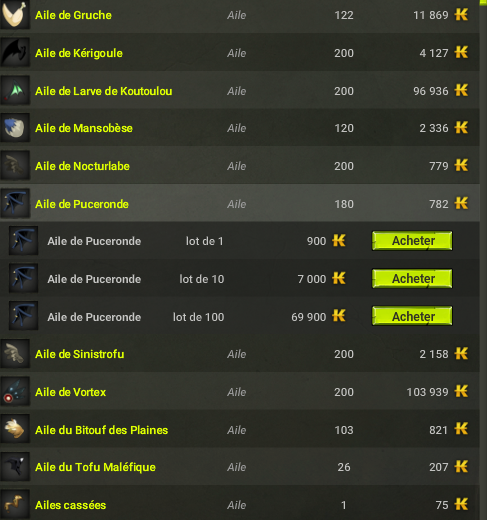 Aile de Gruche Aile 122 11 869
Aile de Kérigoule Aile 200 4 127
Aile de Larve de Koutoulou Aile 200 96 936
Aile de Mansobèse Aile 120 2 336
Aile de Nocturlabe Aile 200 779
Aile de Puceronde Aile 180 782
Aile de Puceronde lot de 1 900 Acheter
Aile de Puceronde lot de 10 7 000 Acheter
Aile de Puceronde lot de 100 69 900 Acheter
Aile de Sinistrofu Aile 200 2 158
Aile de Vortex Aile 200 103 939
Aile du Bitouf des Plaines Aile 103 821
Aile du Tofu Maléfique Aile 26 207
Ailes cassées Aile 1 75